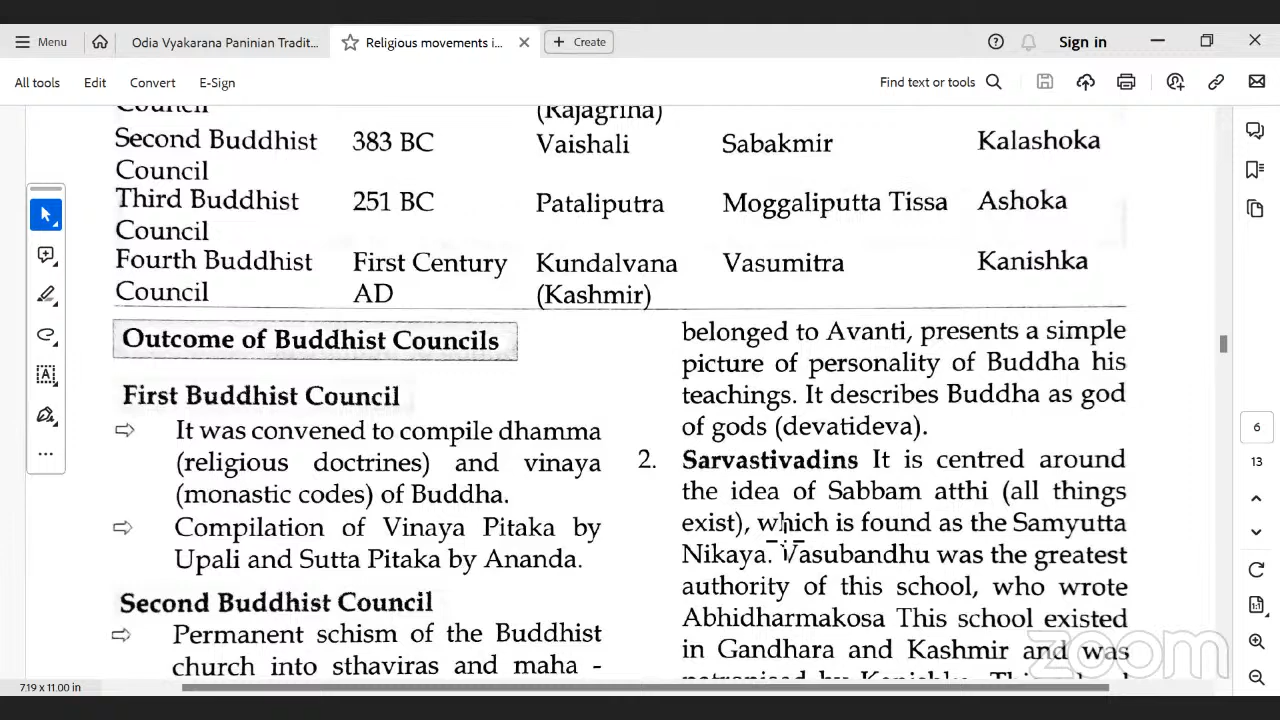 Menu
Odia Vyakarana Paninian Tradit...
Religious movements i...
Create
Sign in
All tools
Edit
Convert
E-Sign
Find text or tools
Council
(Rajagriha)
Second Buddhist 383 BC Vaishali Sabakmir Kalashoka
Council
Third Buddhist 251 BC Pataliputra Moggaliputta Tissa Ashoka
Council
Fourth Buddhist First Century Kundalvana Vasumitra Kanishka
Council AD (Kashmir)
Outcome of Buddhist Councils
First Buddhist Council
It was convened to compile dhamma
(religious doctrines) and vinaya
(monastic codes) of Buddha.
Compilation of Vinaya Pitaka by
Upali and Sutta Pitaka by Ananda.
Second Buddhist Council
Permanent schism of the Buddhist
church into sthaviras and maha -
belonged to Avanti, presents a simple
picture of personality of Buddha his
teachings. It describes Buddha as god
of gods (devatideva).
2. Sarvastivadins It is centred around
the idea of Sabbam atthi (all things
exist), which is found as the Samyutta
Nikaya. Vasubandhu was the greatest
authority of this school, who wrote
Abhidharmakosa This school existed
in Gandhara and Kashmir and was
patronised by Kanishka.
6
13
7.19 x 11.00 in
zoom